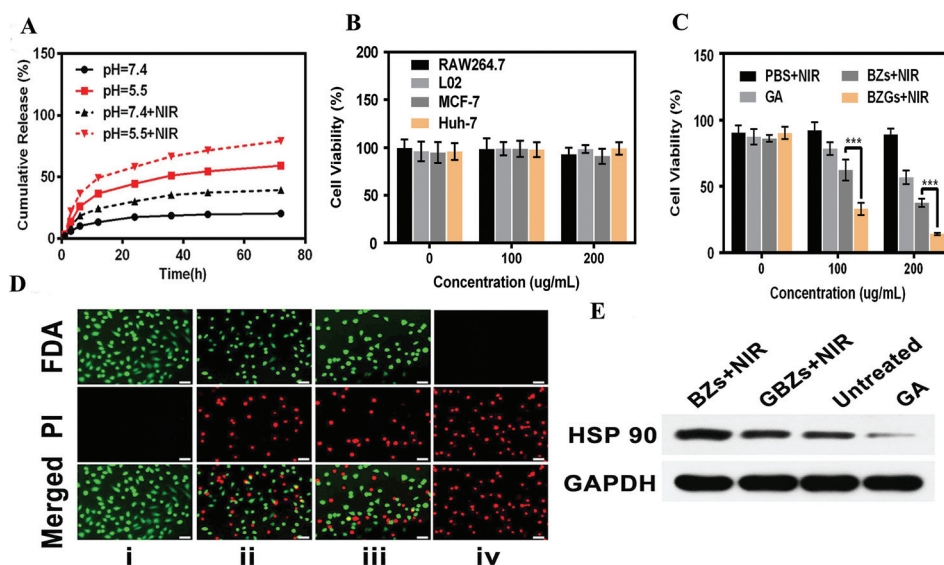 A
Cumulative Release (%)
150
100
50
0
pH=7.4
pH=5.5
pH=7.4+NIR
pH=5.5+NIR
0 20 40 60 80
Time(h)
B
Cell Viability (%)
200
150
100
50
0
RAW264.7
L02
MCF-7
Huh-7
0 100 200
Concentration (ug/mL)
C
Cell Viability (%)
150
100
50
0
PBS+NIR BZs+NIR
GA BZGs+NIR
*** ***
0 100 200
Concentration (ug/mL)
D
FDA
PI
Merged
i ii iii iv
E
BZs+NIR GBZs+NIR Untreated GA
HSP 90
GAPDH